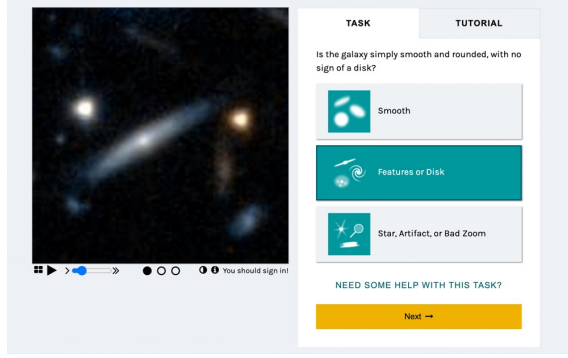 TASK
TUTORIAL
Is the galaxy simply smooth and rounded, with no
sign of a disk?
Smooth
Features or Disk
Star, Artifact, or Bad Zoom
You should sign in!
NEED SOME HELP WITH THIS TASK?
Next →